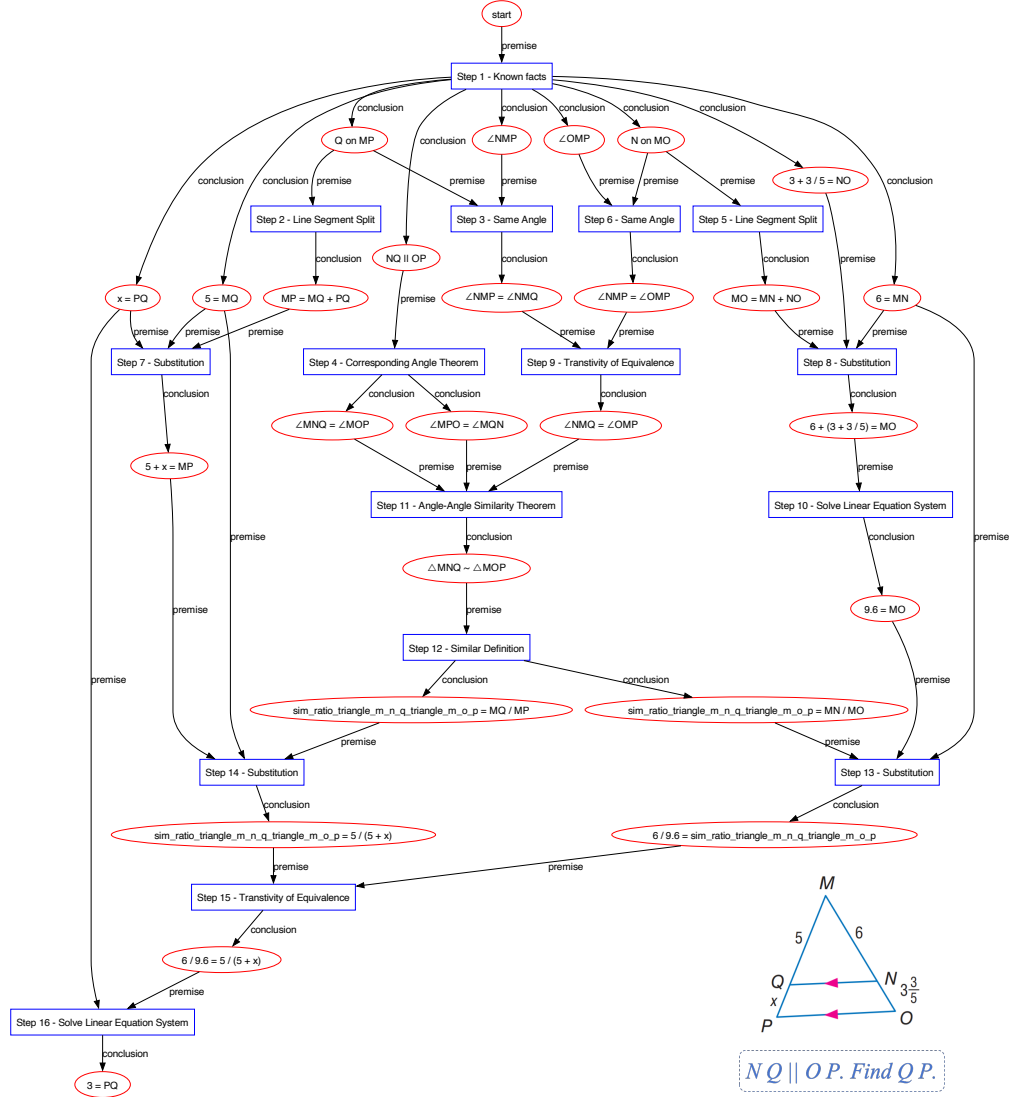 start
premise
Step 1 - Known facts
conclusion
conclusion
conclusion
conclusion
conclusion
Q on MP
∠NMP
∠OMP
N on MO
conclusion
3 + 3 / 5 = NO
conclusion
conclusion
conclusion
premise
premise
premise
premise
premise
premise
Step 2 - Line Segment Split
Step 3 - Same Angle
Step 6 - Same Angle
Step 5 - Line Segment Split
NQ || OP
conclusion
conclusion
conclusion
conclusion
premise
x = PQ
5 = MQ
MP = MQ + PQ
∠NMP = ∠NMQ
∠NMP = ∠OMP
MO = MN + NO
6 = MN
premise
premise
premise
premise
premise
premise
premise
premise
Step 7 - Substitution
Step 4 - Corresponding Angle Theorem
Step 9 - Transtivity of Equivalence
Step 8 - Substitution
conclusion
conclusion
conclusion
conclusion
conclusion
∠MNQ = ∠MOP
∠MPO = ∠MQN
∠NMQ = ∠OMP
6 + (3 + 3 / 5) = MO
5 + x = MP
premise
premise
premise
premise
Step 11 - Angle-Angle Similarity Theorem
Step 10 - Solve Linear Equation System
premise
conclusion
conclusion
premise
△MNQ ~ △MOP
premise
premise
9.6 = MO
Step 12 - Similar Definition
premise
conclusion
conclusion
premise
sim_ratio_triangle_m_n_q_triangle_m_o_p = MQ / MP
sim_ratio_triangle_m_n_q_triangle_m_o_p = MN / MO
premise
premise
Step 14 - Substitution
Step 13 - Substitution
conclusion
conclusion
sim_ratio_triangle_m_n_q_triangle_m_o_p = 5 / (5 + x)
6 / 9.6 = sim_ratio_triangle_m_n_q_triangle_m_o_p
premise
premise
Step 15 - Transtivity of Equivalence
conclusion
6 / 9.6 = 5 / (5 + x)
premise
Step 16 - Solve Linear Equation System
conclusion
3 = PQ
M
5
6
Q
N
3 3/5
x
P
O
N Q || O P. Find Q P.